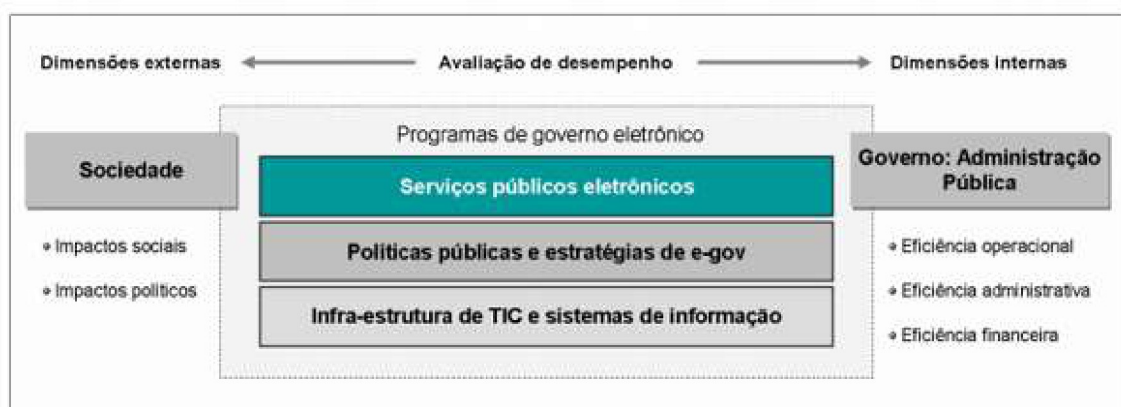 Dimensões externas
Avaliação de desempenho
Dimensões internas
Programas de governo eletrônico
Sociedade
Serviços públicos eletrônicos
Governo: Administração
Pública
Impactos sociais
Políticas públicas e estratégias de e-gov
Eficiência operacional
Impactos políticos
Infra-estrutura de TIC e sistemas de informação
Eficiência administrativa
Eficiência financeira